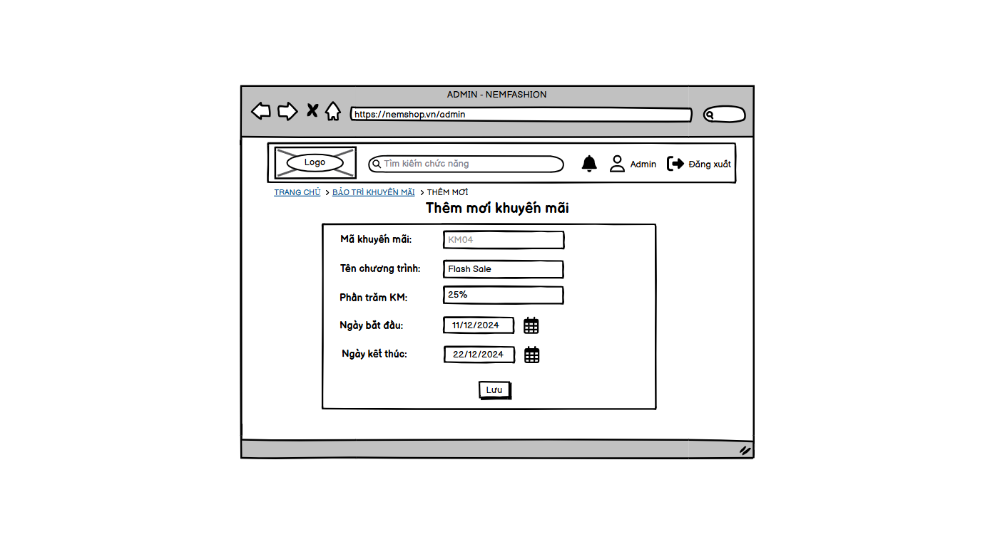 ADMIN - NEMFASHION
https://nemshop.vn/admin
Logo
Tìm kiếm chức năng
Admin
Đăng xuất
TRANG CHỦ > BẢO TRÌ KHUYẾN MÃI > THÊM MỚI
Thêm mới khuyến mãi
Mã khuyến mãi: KM04
Tên chương trình: Flash Sale
Phần trăm KM: 25%
Ngày bắt đầu: 11/12/2024
Ngày kết thúc: 22/12/2024
Lưu